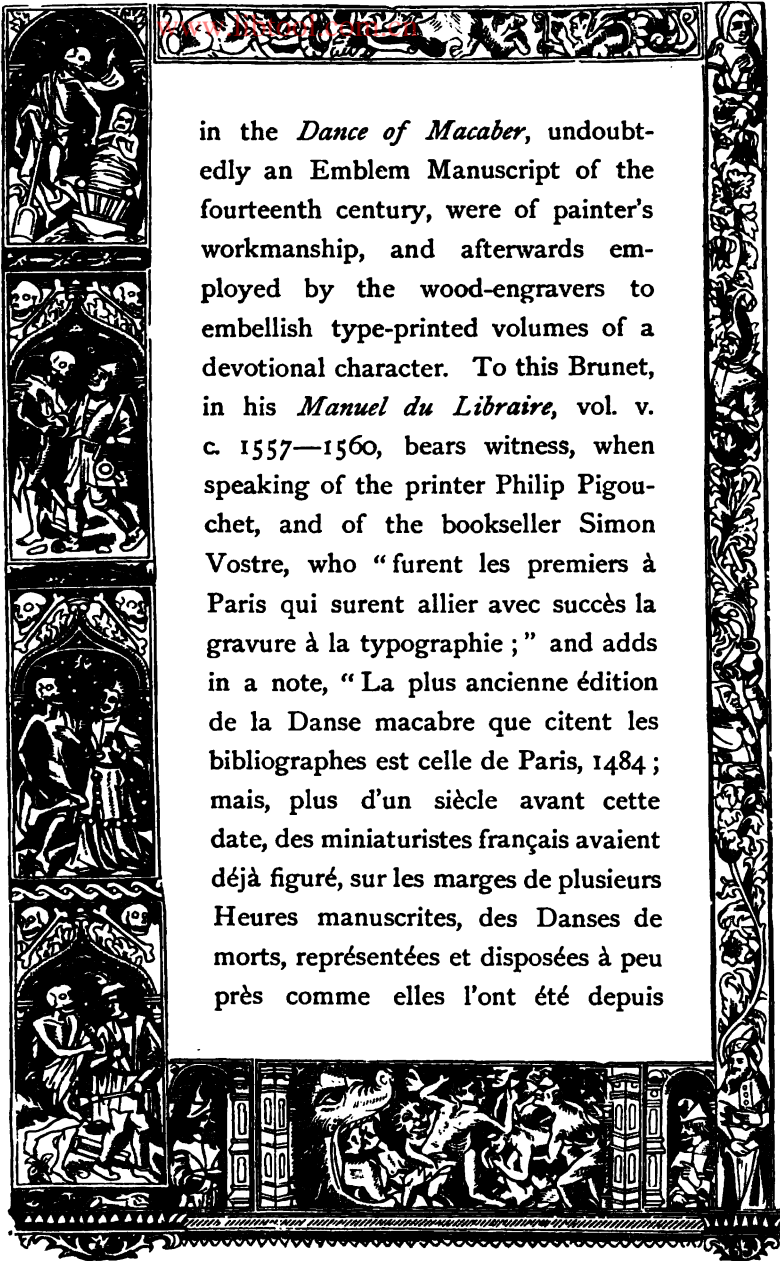 www.libtool.com.cn
in the Dance of Macaber, undoubt-
edly an Emblem Manuscript of the
fourteenth century, were of painter's
workmanship, and afterwards em-
ployed by the wood-engravers to
embellish type-printed volumes of a
devotional character. To this Brunet,
in his Manuel du Libraire, vol. v.
c. 1557—1560, bears witness, when
speaking of the printer Philip Pigou-
chet, and of the bookseller Simon
Vostre, who “furent les premiers à
Paris qui surent allier avec succès la
gravure à la typographie ;” and adds
in a note, “La plus ancienne édition
de la Danse macabre que citent les
bibliographes est celle de Paris, 1484 ;
mais, plus d'un siècle avant cette
date, des miniaturistes français avaient
déjà figuré, sur les marges de plusieurs
Heures manuscrites, des Danses de
morts, représentées et disposées à peu
près comme elles l'ont été depuis